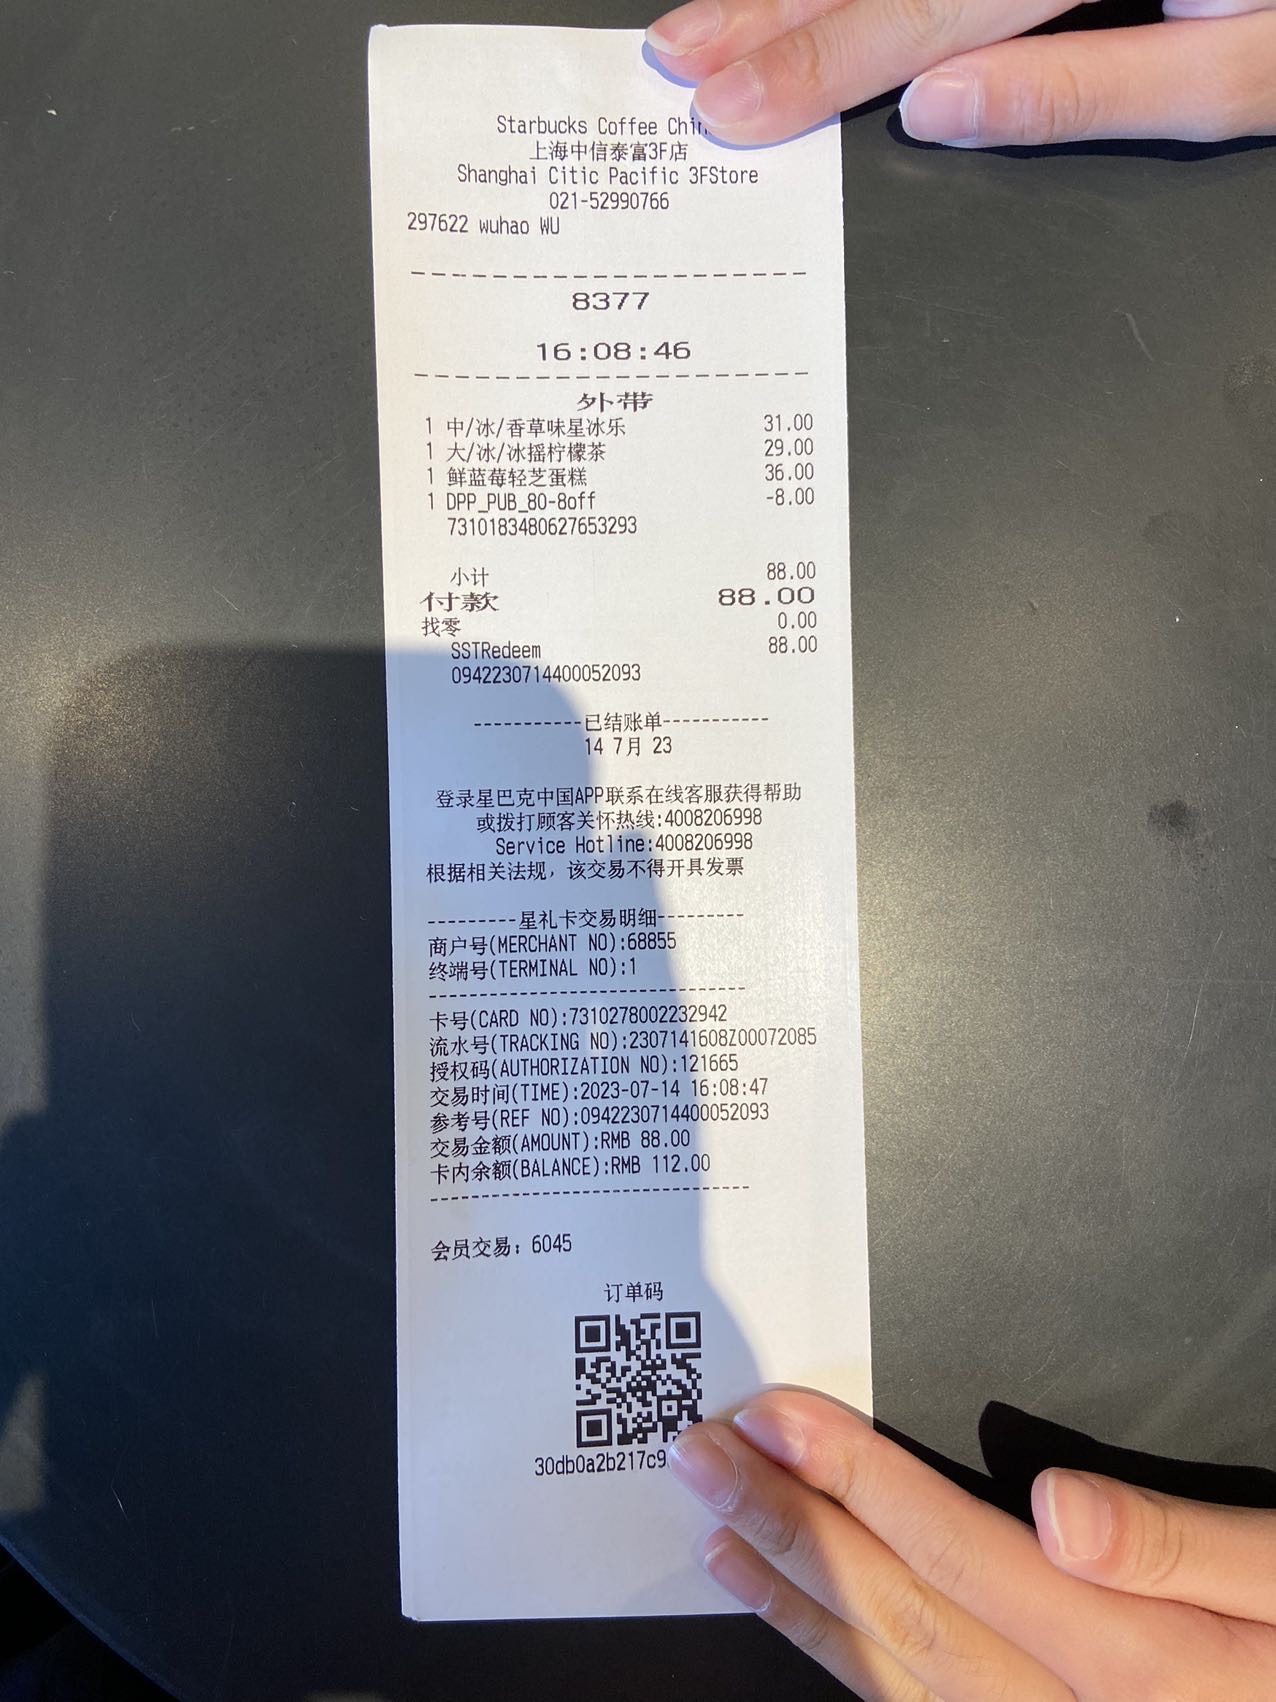 Starbucks Coffee Chin
上海中信泰富3F店
Shanghai Citic Pacific 3FStore
021-52990766
297622 wuhao WU
--------------------
8377
16:08:46
--------------------
外带
1 中/冰/香草味星冰乐 31.00
1 大/冰/冰摇柠檬茶 29.00
1 鲜蓝莓轻芝蛋糕 36.00
1 DPP_PUB_80-8off -8.00
7310183480627653293
小计 88.00
付款 88.00
找零 0.00
SSTRedeem 88.00
0942230714400052093
-----------已结账单-----------
14 7月 23
登录星巴克中国APP联系在线客服获得帮助
或拨打顾客关怀热线:4008206998
Service Hotline:4008206998
根据相关法规，该交易不得开具发票
---------星礼卡交易明细---------
商户号(MERCHANT NO):68855
终端号(TERMINAL NO):1
--------------------------------
卡号(CARD NO):7310278002232942
流水号(TRACKING NO):2307141608Z00072085
授权码(AUTHORIZATION NO):121665
交易时间(TIME):2023-07-14 16:08:47
参考号(REF NO):0942230714400052093
交易金额(AMOUNT):RMB 88.00
卡内余额(BALANCE):RMB 112.00
--------------------------------
会员交易：6045
订单码
30db0a2b217c9